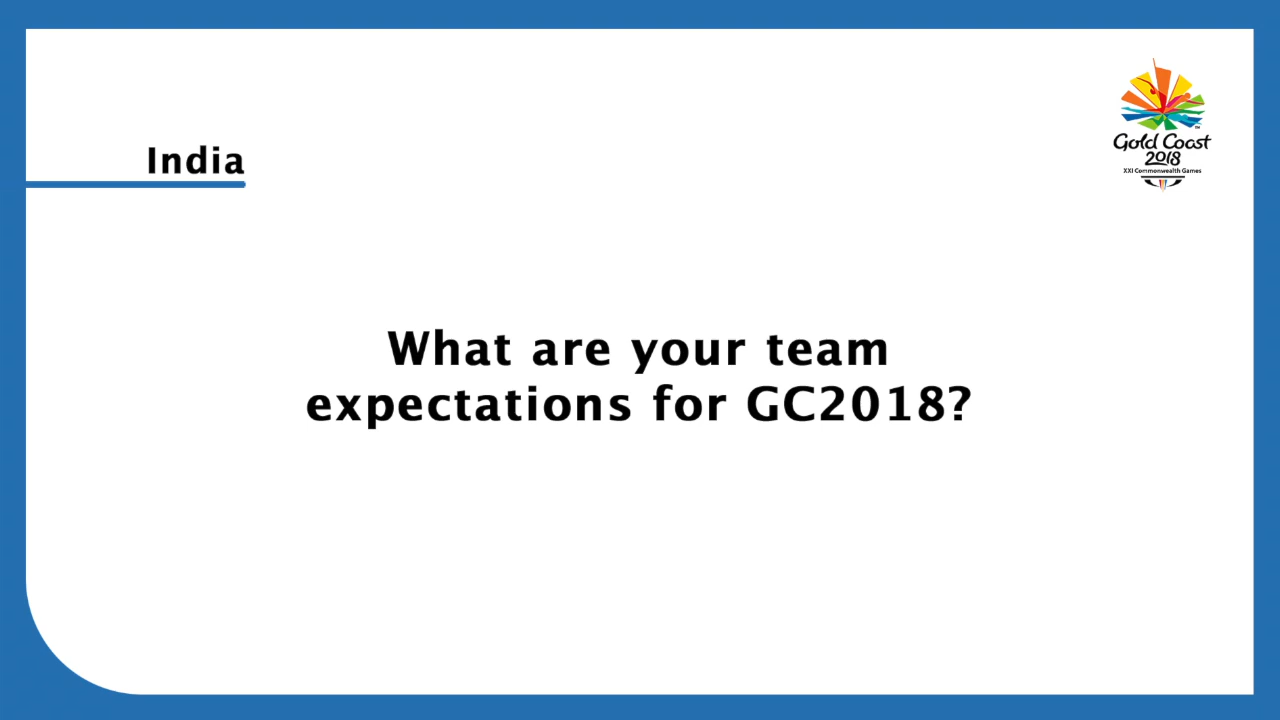 India
Gold Coast
2018
XXI Commonwealth Games
What are your team
expectations for GC2018?